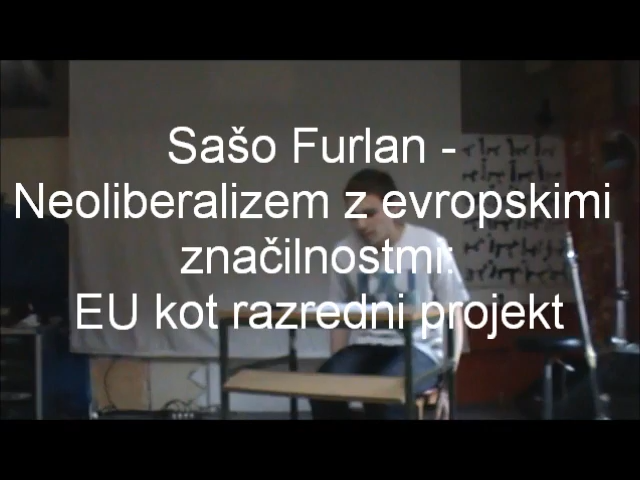 Sašo Furlan -
Neoliberalizem z evropskimi
značilnostmi:
EU kot razredni projekt